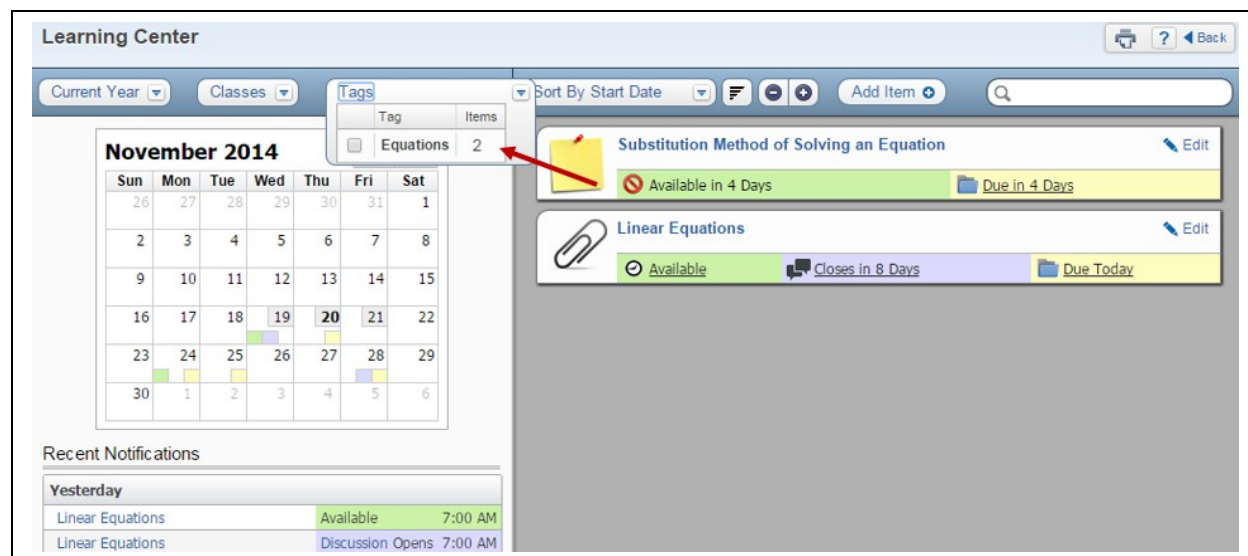 Learning Center
? Back
Current Year
Classes
Tags
Sort By Start Date
Add Item
Tag Items
Equations 2
November 2014
Sun Mon Tue Wed Thu Fri Sat
26 27 28 29 30 31 1
2 3 4 5 6 7 8
9 10 11 12 13 14 15
16 17 18 19 20 21 22
23 24 25 26 27 28 29
30 1 2 3 4 5 6
Recent Notifications
Yesterday
Linear Equations Available 7:00 AM
Linear Equations Discussion Opens 7:00 AM
Substitution Method of Solving an Equation Edit
Available in 4 Days Due in 4 Days
Linear Equations Edit
Available Closes in 8 Days Due Today